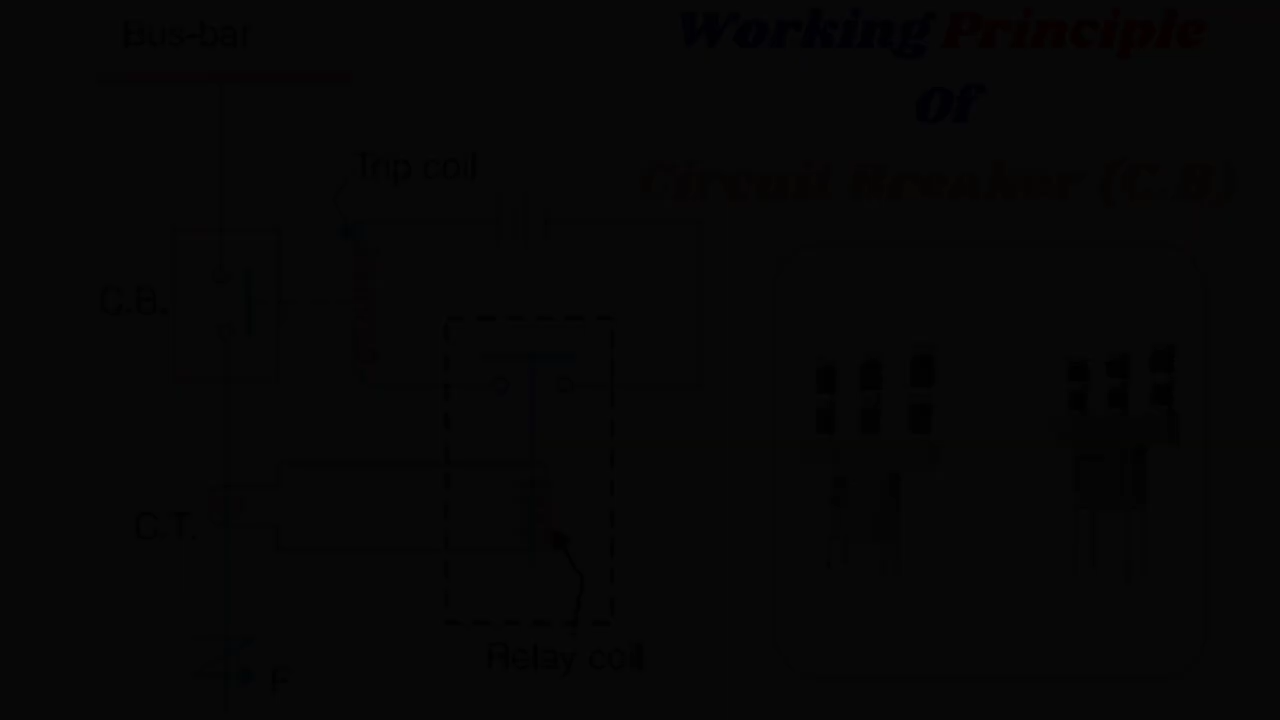 Bus-bar
Working Principle
Of
Circuit Breaker (C.B)
Trip coil
C.B.
C.T.
Relay coil
F